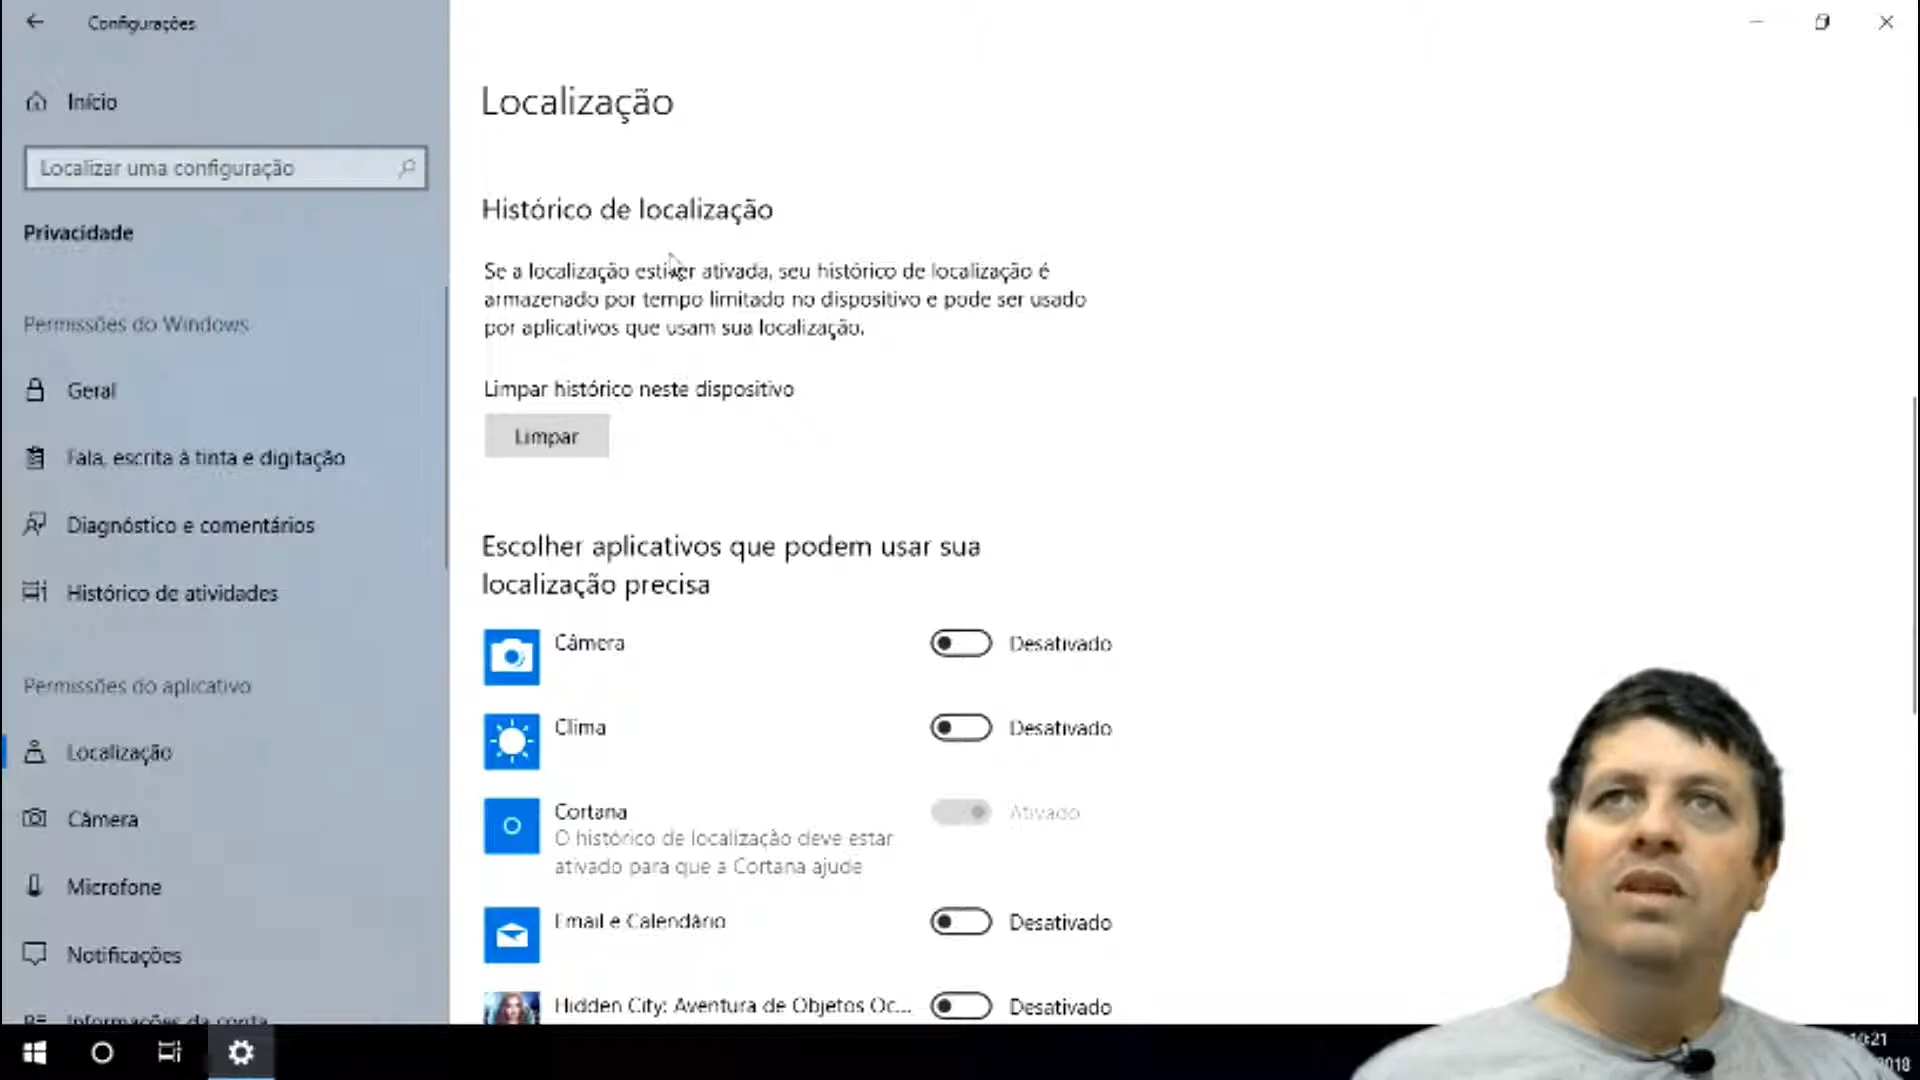 Configurações
Início
Localizar uma configuração
Privacidade
Permissões do Windows
Geral
Fala, escrita à tinta e digitação
Diagnóstico e comentários
Histórico de atividades
Permissões do aplicativo
Localização
Câmera
Microfone
Notificações
Informações da conta
Localização
Histórico de localização
Se a localização estiver ativada, seu histórico de localização é
armazenado por tempo limitado no dispositivo e pode ser usado
por aplicativos que usam sua localização.
Limpar histórico neste dispositivo
Limpar
Escolher aplicativos que podem usar sua
localização precisa
Câmera Desativado
Clima Desativado
Cortana Ativado
O histórico de localização deve estar
ativado para que a Cortana ajude
Email e Calendário Desativado
Hidden City: Aventura de Objetos Oc... Desativado
2018